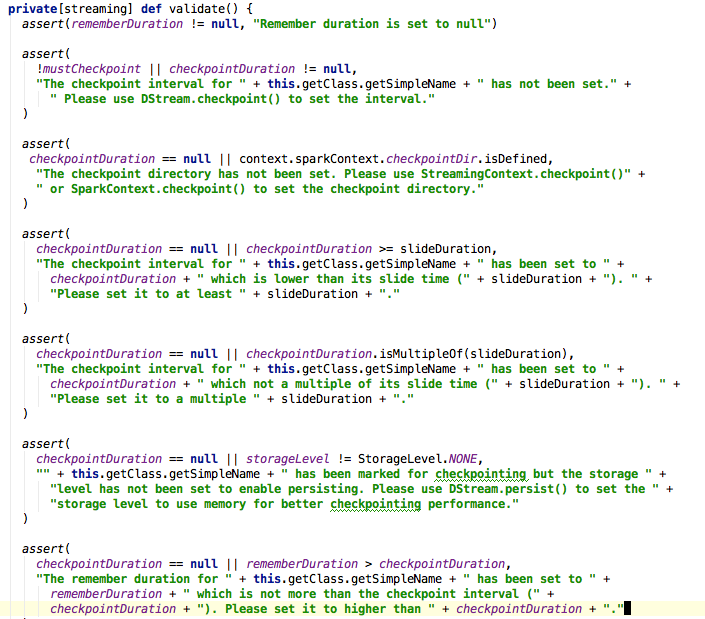 private[streaming] def validate() {
  assert(rememberDuration != null, "Remember duration is set to null")

  assert(
    !mustCheckpoint || checkpointDuration != null,
    "The checkpoint interval for " + this.getClass.getSimpleName + " has not been set." +
      " Please use DStream.checkpoint() to set the interval."
  )

  assert(
   checkpointDuration == null || context.sparkContext.checkpointDir.isDefined,
    "The checkpoint directory has not been set. Please use StreamingContext.checkpoint()" +
    " or SparkContext.checkpoint() to set the checkpoint directory."
  )

  assert(
    checkpointDuration == null || checkpointDuration >= slideDuration,
    "The checkpoint interval for " + this.getClass.getSimpleName + " has been set to " +
      checkpointDuration + " which is lower than its slide time (" + slideDuration + "). " +
      "Please set it to at least " + slideDuration + "."
  )

  assert(
    checkpointDuration == null || checkpointDuration.isMultipleOf(slideDuration),
    "The checkpoint interval for " + this.getClass.getSimpleName + " has been set to " +
      checkpointDuration + " which not a multiple of its slide time (" + slideDuration + "). " +
      "Please set it to a multiple " + slideDuration + "."
  )

  assert(
    checkpointDuration == null || storageLevel != StorageLevel.NONE,
    "" + this.getClass.getSimpleName + " has been marked for checkpointing but the storage " +
      "level has not been set to enable persisting. Please use DStream.persist() to set the " +
      "storage level to use memory for better checkpointing performance."
  )

  assert(
    checkpointDuration == null || rememberDuration > checkpointDuration,
    "The remember duration for " + this.getClass.getSimpleName + " has been set to " +
      rememberDuration + " which is not more than the checkpoint interval (" +
      checkpointDuration + "). Please set it to higher than " + checkpointDuration + "."